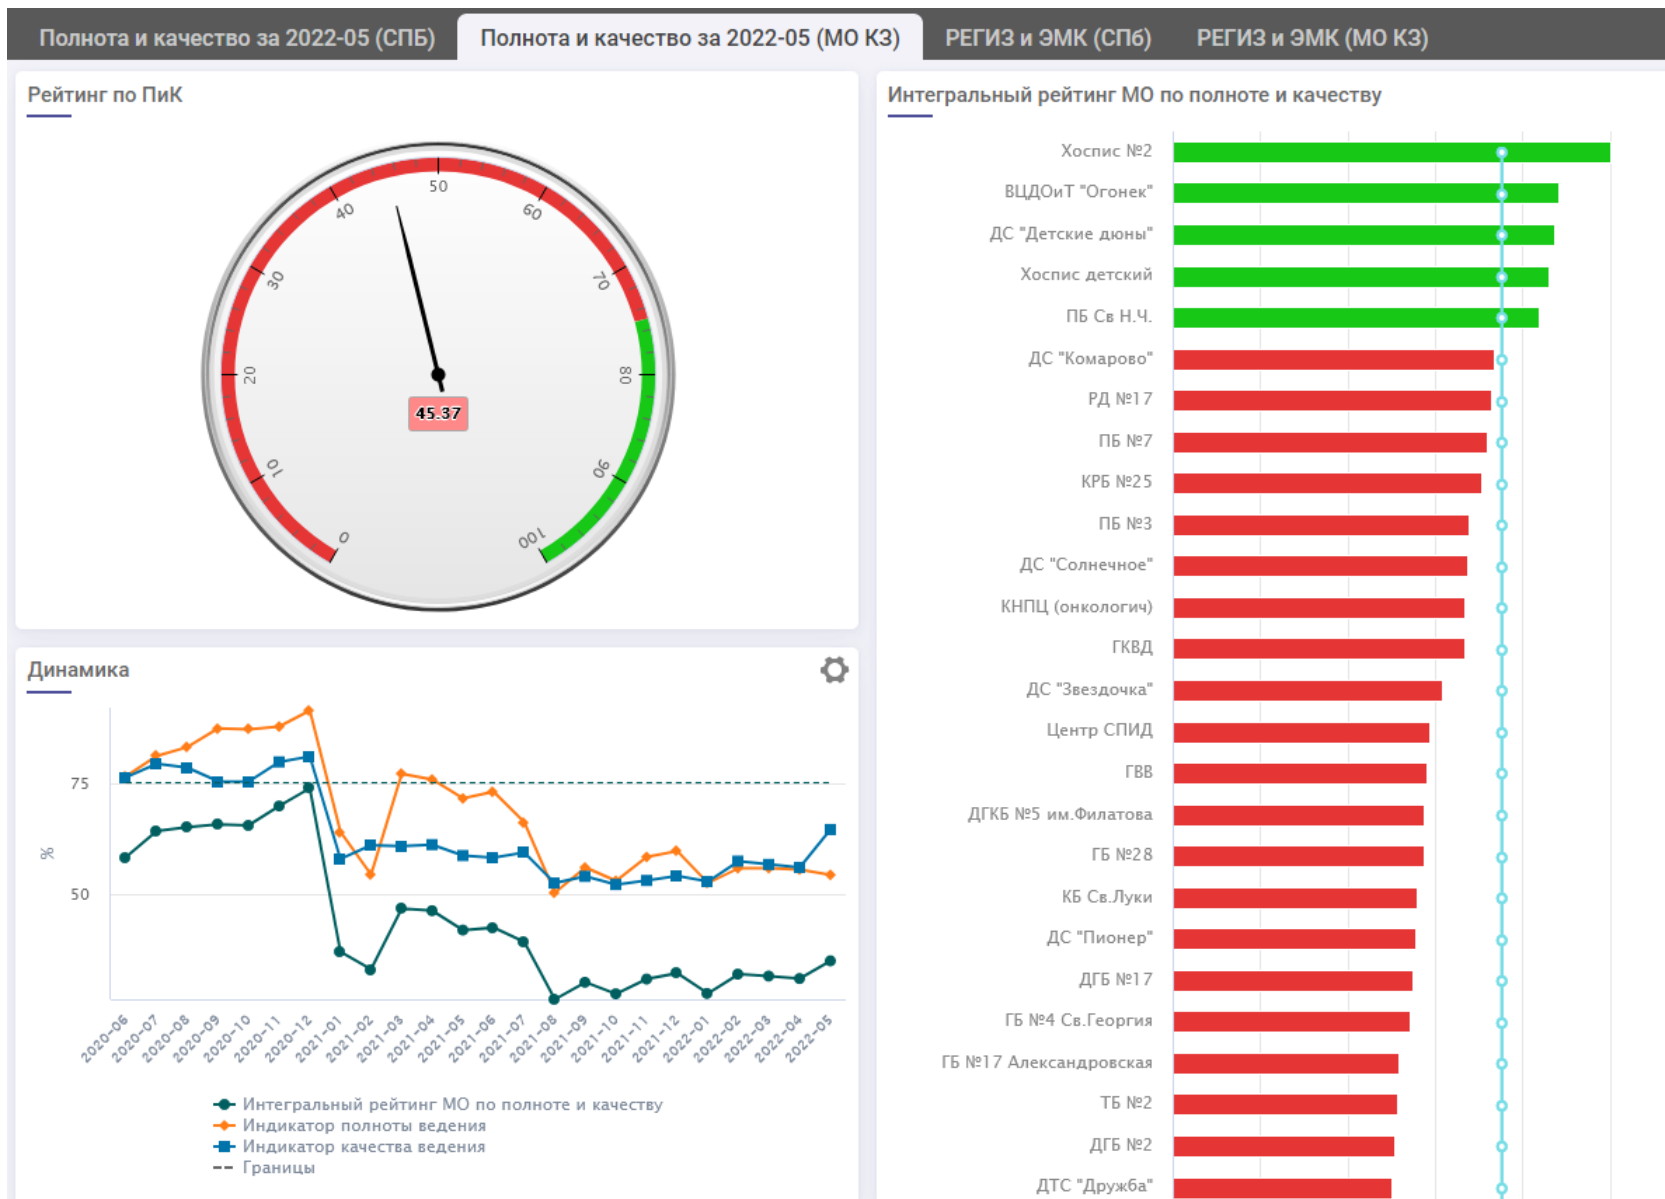 Полнота и качество за 2022-05 (СПБ)
Полнота и качество за 2022-05 (МО КЗ)
РЕГИЗ и ЭМК (СПб)
РЕГИЗ и ЭМК (МО КЗ)
Рейтинг по ПиК
0
10
20
30
40
50
60
70
80
90
100
45.37
Динамика
75
%
50
2020-06
2020-07
2020-08
2020-09
2020-10
2020-11
2020-12
2021-01
2021-02
2021-03
2021-04
2021-05
2021-06
2021-07
2021-08
2021-09
2021-10
2021-11
2021-12
2022-01
2022-02
2022-03
2022-04
2022-05
Интегральный рейтинг МО по полноте и качеству
Индикатор полноты ведения
Индикатор качества ведения
Границы
Интегральный рейтинг МО по полноте и качеству
Хоспис №2
ВЦДОиТ "Огонек"
ДС "Детские дюны"
Хоспис детский
ПБ Св Н.Ч.
ДС "Комарово"
РД №17
ПБ №7
КРБ №25
ПБ №3
ДС "Солнечное"
КНПЦ (онкологич)
ГКВД
ДС "Звездочка"
Центр СПИД
ГВВ
ДГКБ №5 им.Филатова
ГБ №28
КБ Св.Луки
ДС "Пионер"
ДГБ №17
ГБ №4 Св.Георгия
ГБ №17 Александровская
ТБ №2
ДГБ №2
ДТС "Дружба"